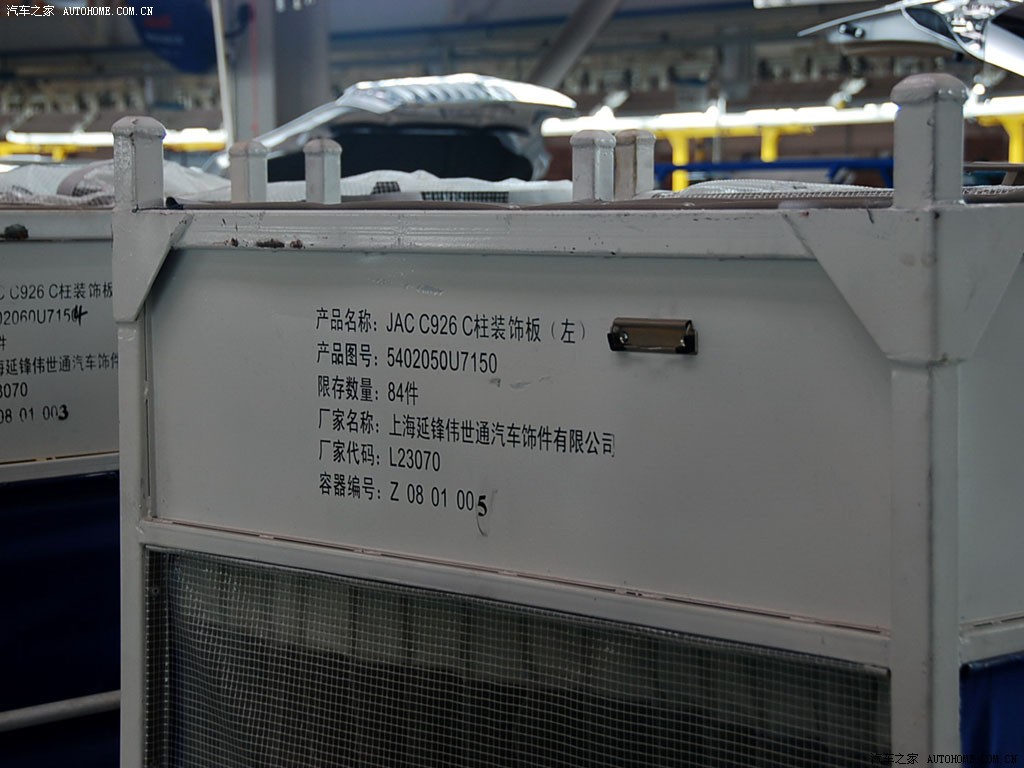 汽车之家 AUTOHOME.COM.CN
C926 C柱装饰板
02060U7154
件
海延锋伟世通汽车饰件
3070
08 01 003
产品名称：JAC C926 C柱装饰板（左）
产品图号：5402050U7150
限存数量：84件
厂家名称：上海延锋伟世通汽车饰件有限公司
厂家代码：L23070
容器编号：Z 08 01 005
汽车之家 AUTOHOME.COM.CN